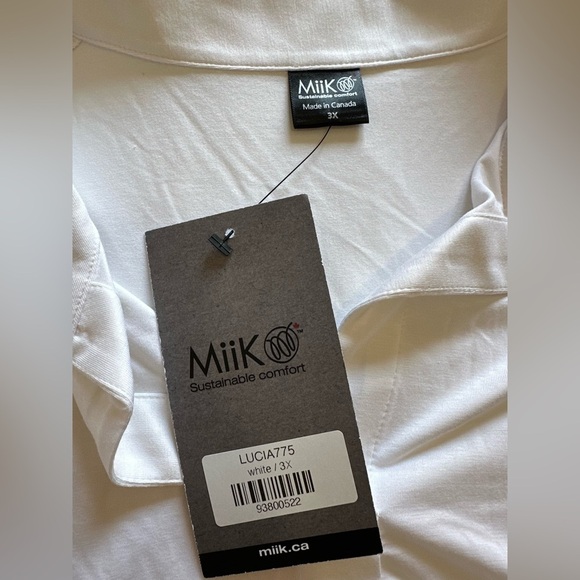 MiiK
Sustainable comfort
Made in Canada
3X
MiiK
Sustainable comfort
LUCIA775
white / 3X
93800522
miik.ca